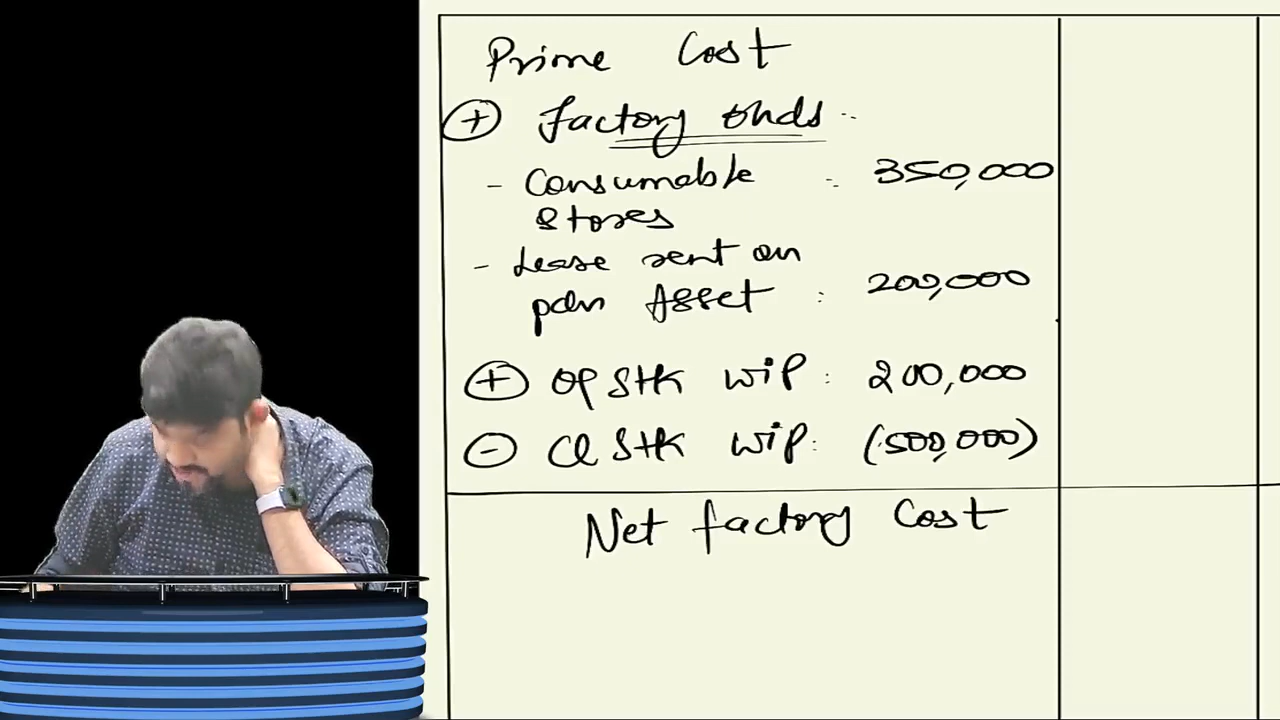 Prime Cost
+ factory ohds ..
- Consumable stores : 350,000
- Lease rent on pdn Asset : 200,000
+ Op Stk WIP : 200,000
- Cl Stk WIP : (500,000)
Net factory Cost